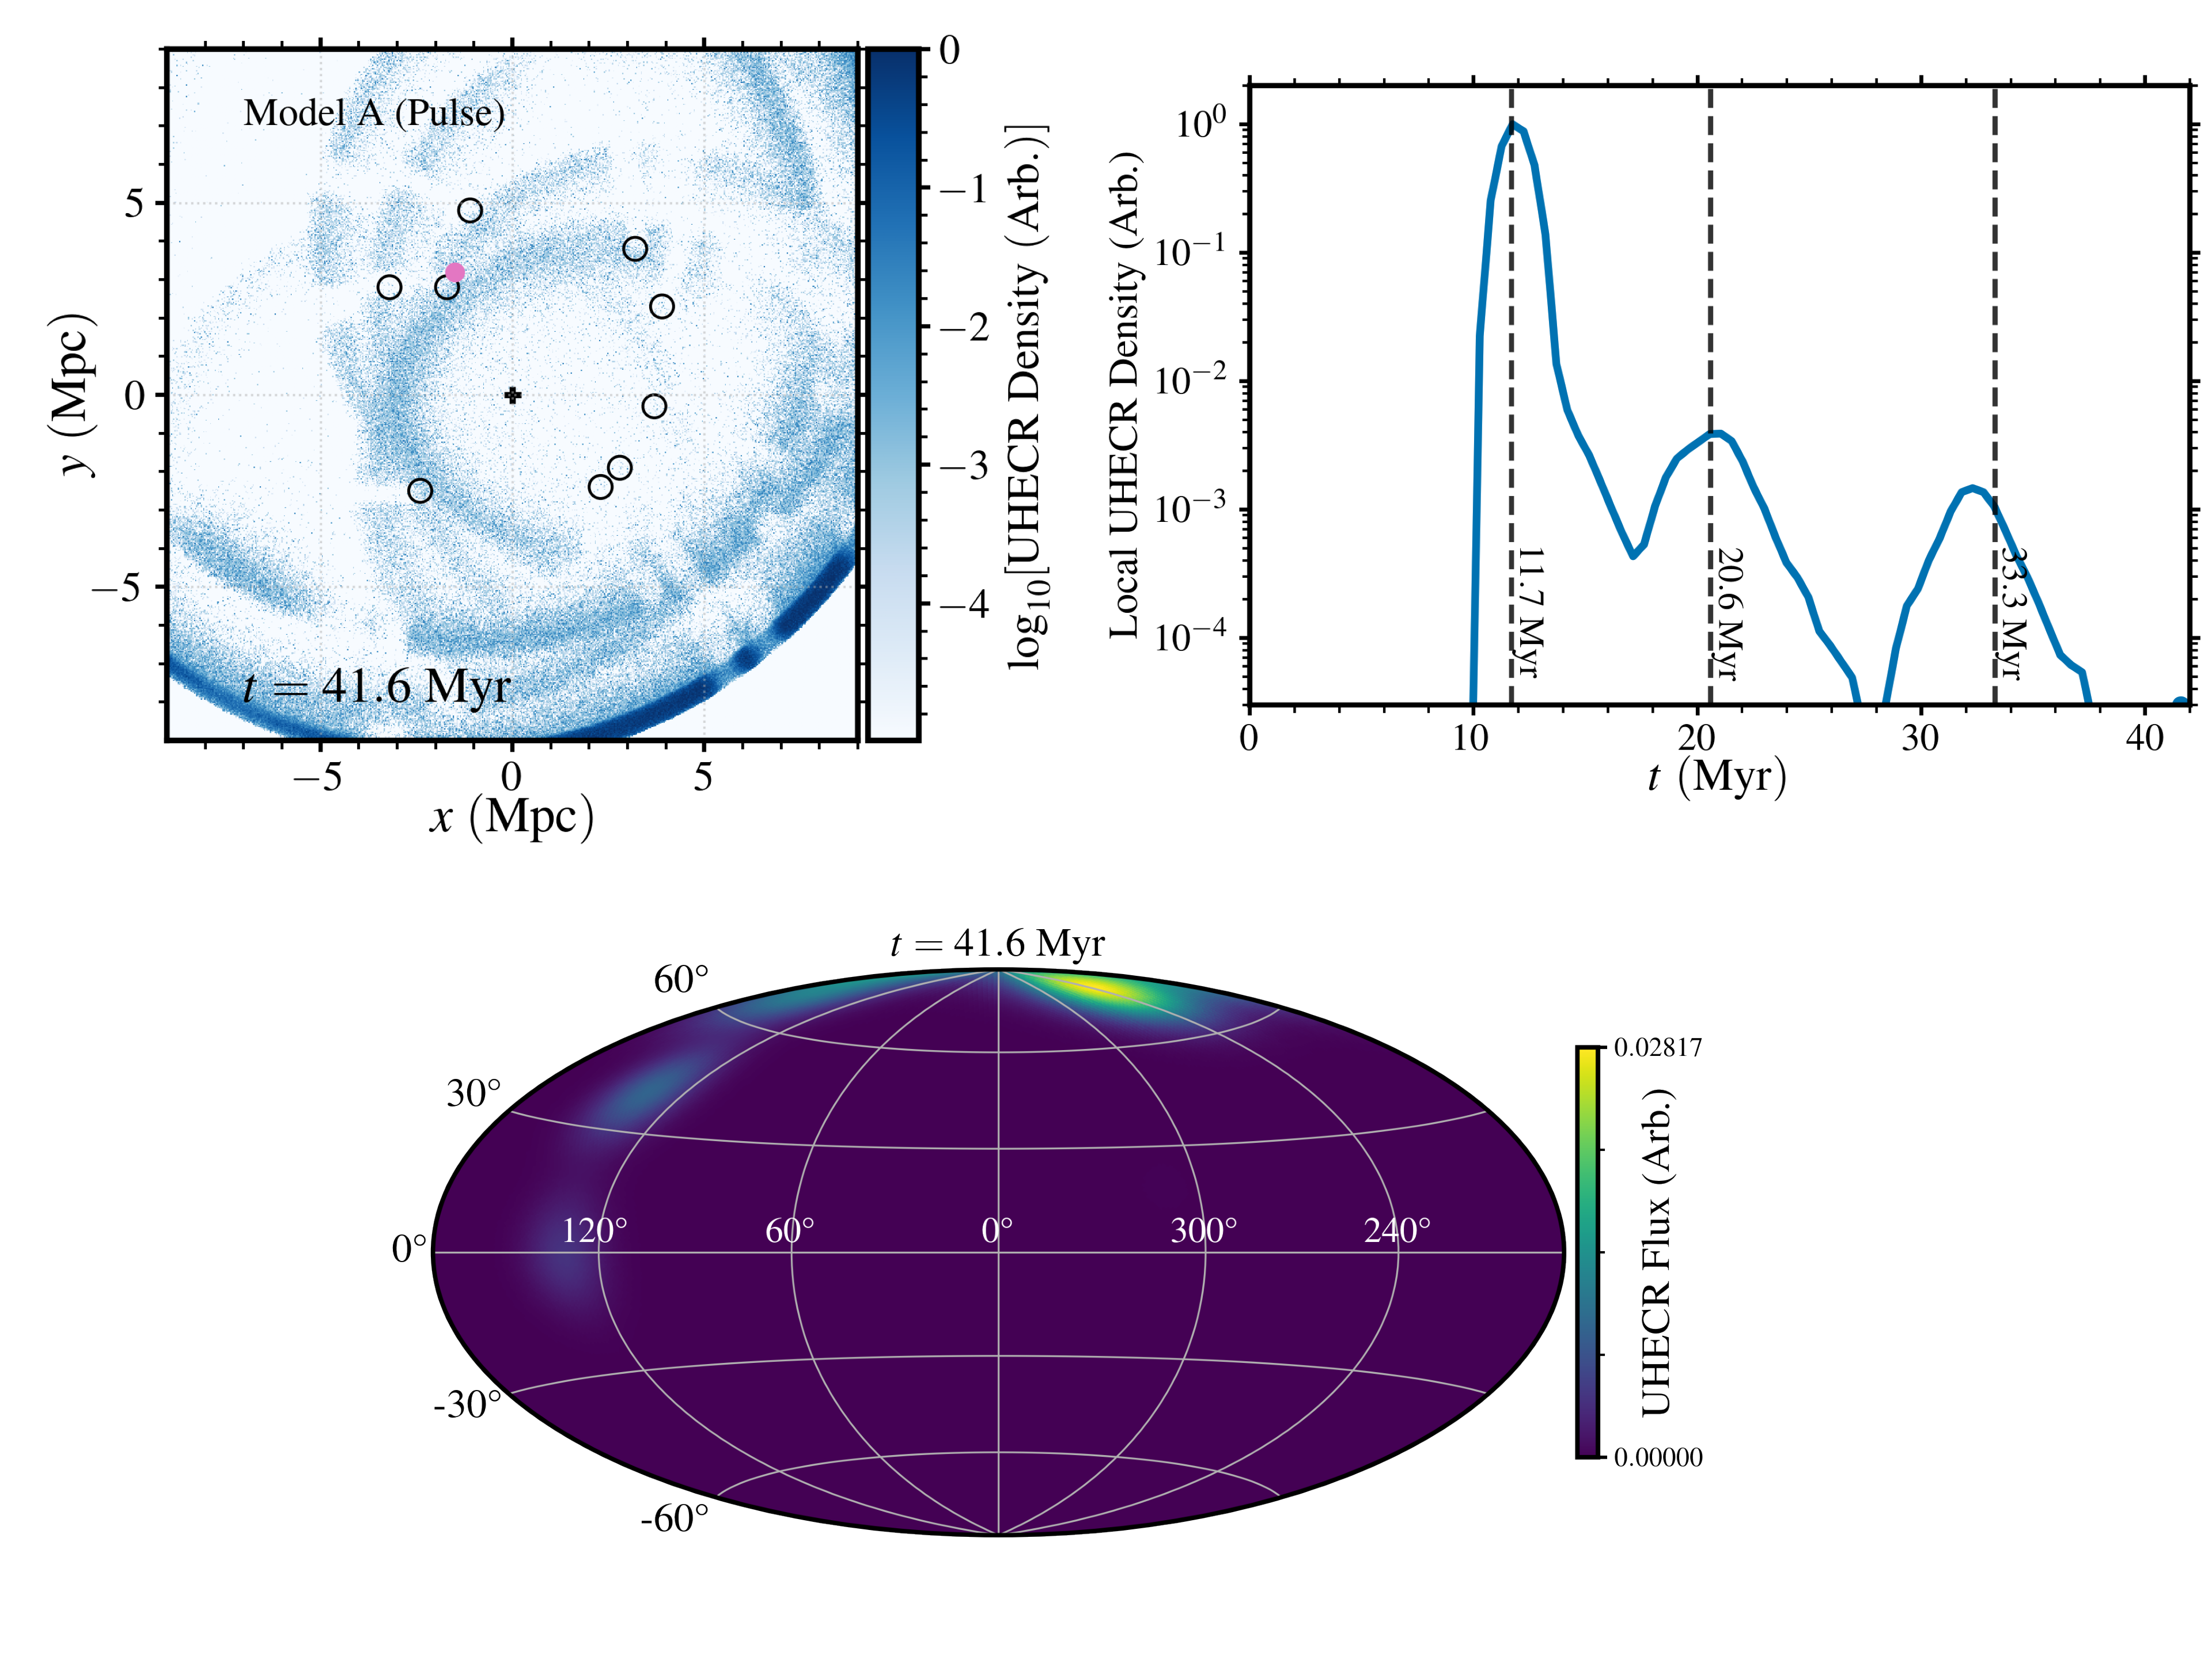 Model A (Pulse)
t = 41.6 Myr
5
0
−5
y (Mpc)
−5
0
5
x (Mpc)
0
−1
−2
−3
−4
log₁₀[UHECR Density (Arb.)]
10⁰
10⁻¹
10⁻²
10⁻³
10⁻⁴
Local UHECR Density (Arb.)
11.7 Myr
20.6 Myr
33.3 Myr
0
10
20
30
40
t (Myr)
t = 41.6 Myr
60°
30°
0°
-30°
-60°
120°
60°
0°
300°
240°
0.02817
0.00000
UHECR Flux (Arb.)